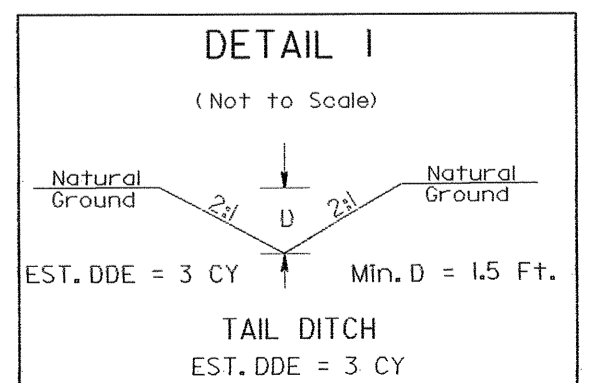 DETAIL 1
(Not to Scale)
Natural
Ground
2:1
D
2:1
Natural
Ground
EST. DDE = 3 CY
Min. D = 1.5 Ft.
TAIL DITCH
EST. DDE = 3 CY